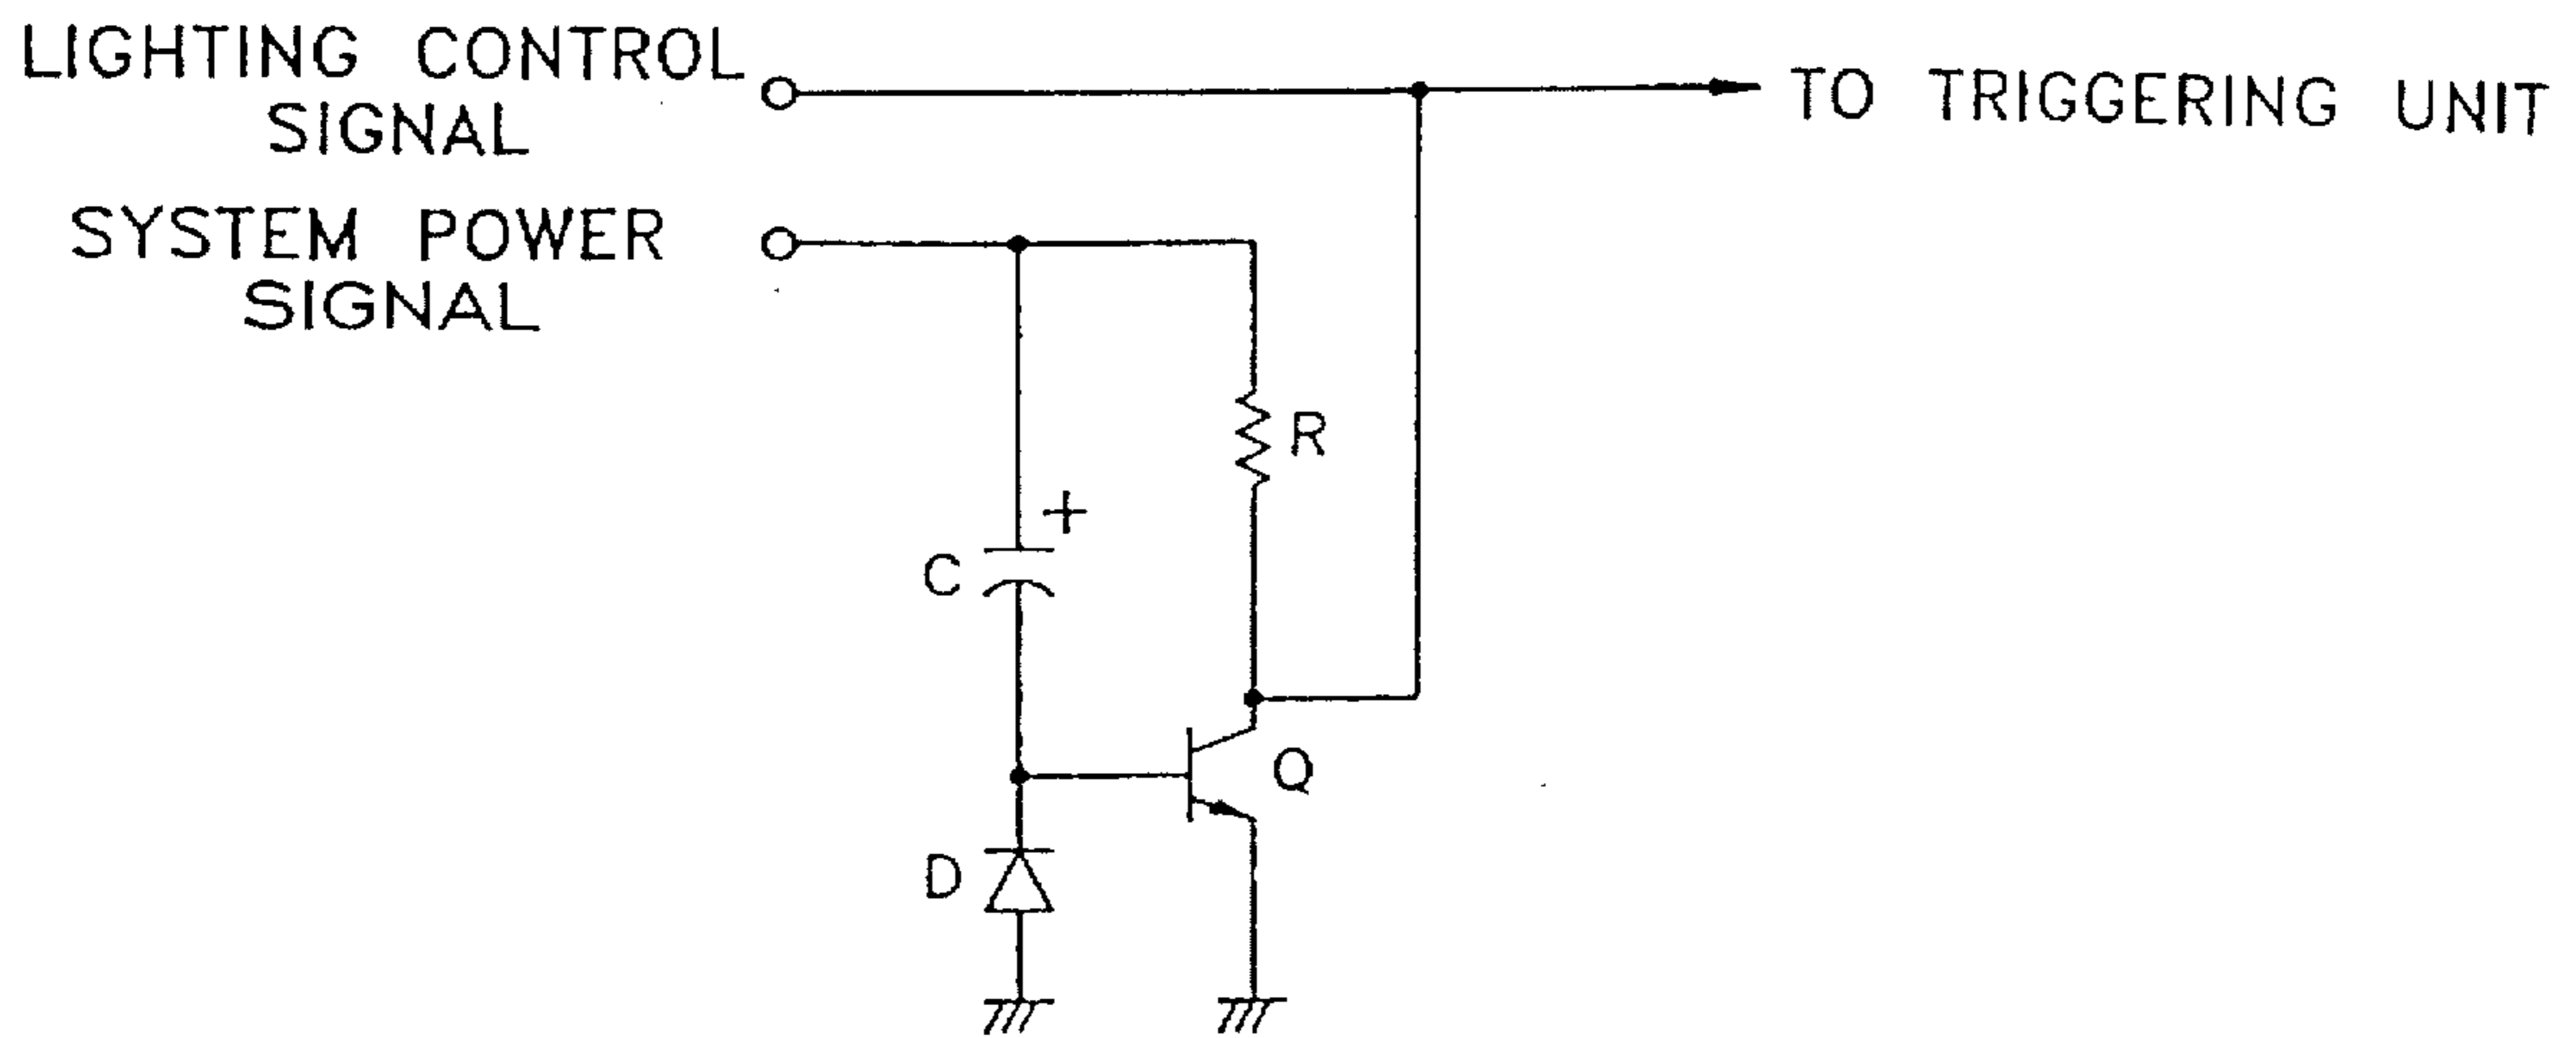 LIGHTING CONTROL
SIGNAL
TO TRIGGERING UNIT
SYSTEM POWER
SIGNAL
R
+
C
Q
D